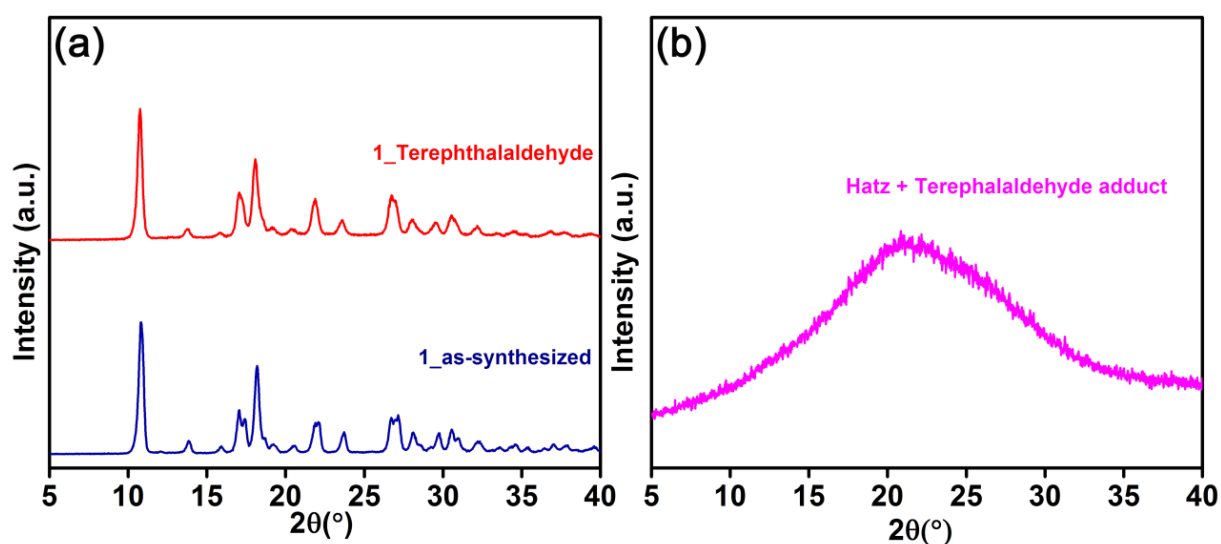 (a)
1_Terephthalaldehyde
1_as-synthesized
Intensity (a.u.)
5 10 15 20 25 30 35 40
2θ(°)
(b)
Hatz + Terephalaldehyde adduct
Intensity (a.u.)
5 10 15 20 25 30 35 40
2θ(°)